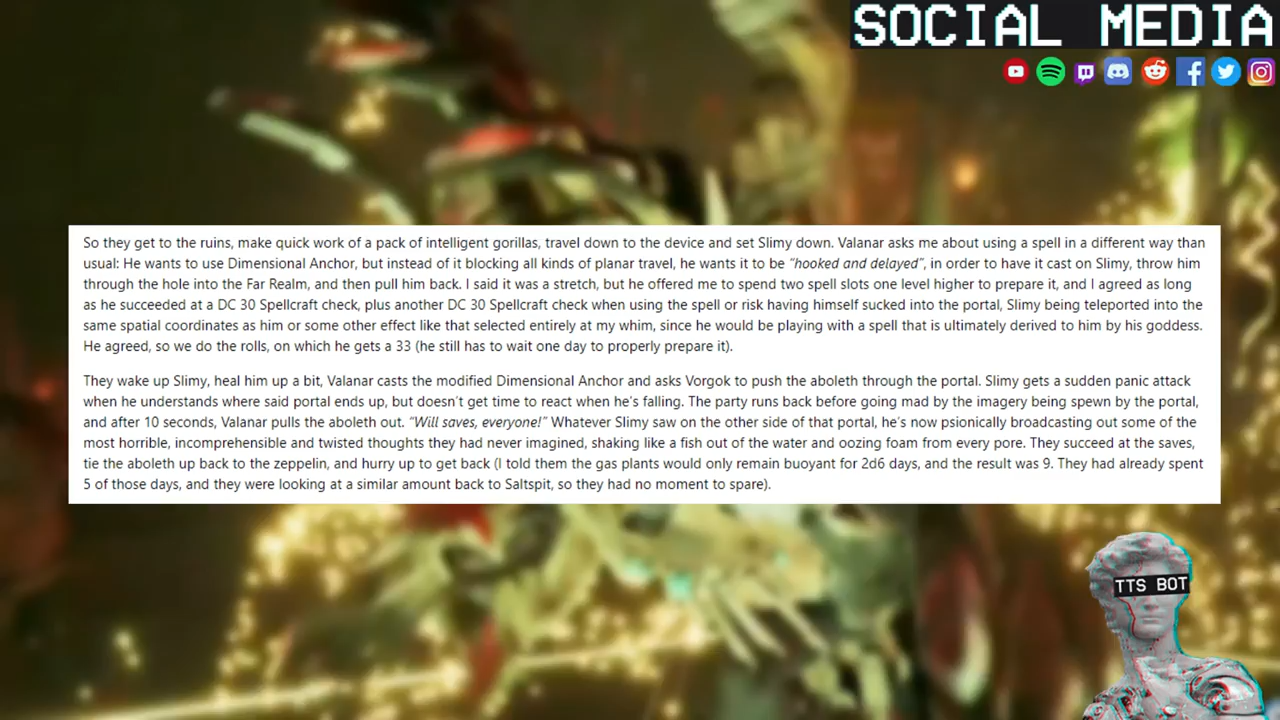 SOCIAL MEDIA
So they get to the ruins, make quick work of a pack of intelligent gorillas, travel down to the device and set Slimy down. Valanar asks me about using a spell in a different way than
usual: He wants to use Dimensional Anchor, but instead of it blocking all kinds of planar travel, he wants it to be “hooked and delayed”, in order to have it cast on Slimy, throw him
through the hole into the Far Realm, and then pull him back. I said it was a stretch, but he offered me to spend two spell slots one level higher to prepare it, and I agreed as long
as he succeeded at a DC 30 Spellcraft check, plus another DC 30 Spellcraft check when using the spell or risk having himself sucked into the portal, Slimy being teleported into the
same spatial coordinates as him or some other effect like that selected entirely at my whim, since he would be playing with a spell that is ultimately derived to him by his goddess.
He agreed, so we do the rolls, on which he gets a 33 (he still has to wait one day to properly prepare it).
They wake up Slimy, heal him up a bit, Valanar casts the modified Dimensional Anchor and asks Vorgok to push the aboleth through the portal. Slimy gets a sudden panic attack
when he understands where said portal ends up, but doesn’t get time to react when he’s falling. The party runs back before going mad by the imagery being spewn by the portal,
and after 10 seconds, Valanar pulls the aboleth out. “Will saves, everyone!” Whatever Slimy saw on the other side of that portal, he’s now psionically broadcasting out some of the
most horrible, incomprehensible and twisted thoughts they had never imagined, shaking like a fish out of the water and oozing foam from every pore. They succeed at the saves,
tie the aboleth up back to the zeppelin, and hurry up to get back (I told them the gas plants would only remain buoyant for 2d6 days, and the result was 9. They had already spent
5 of those days, and they were looking at a similar amount back to Saltspit, so they had no moment to spare).
TTS BOT